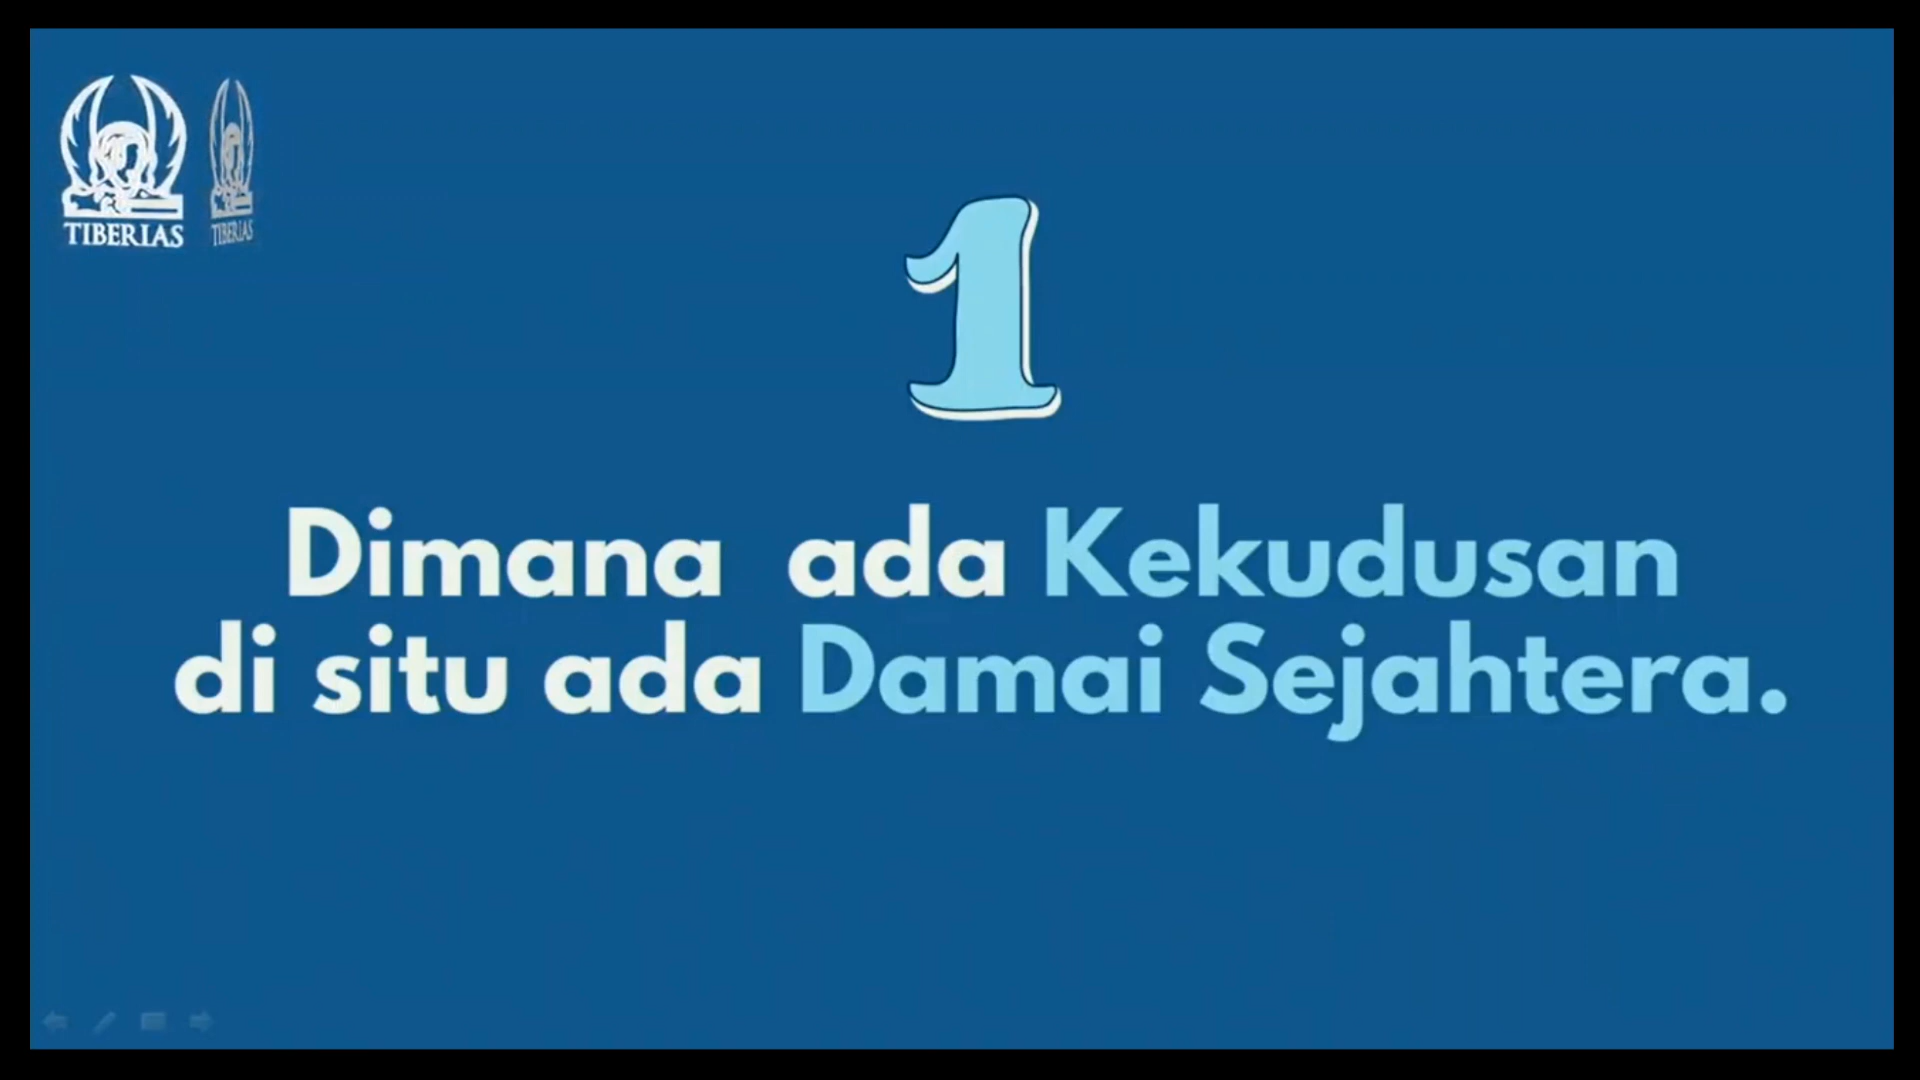 TIBERIAS
TIBERIAS
1
Dimana ada Kekudusan
di situ ada Damai Sejahtera.